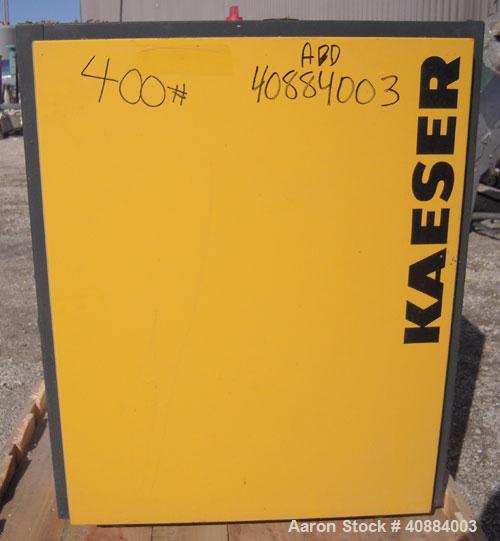 ABD
400# 40884003
KAESER
Aaron Stock # 40884003